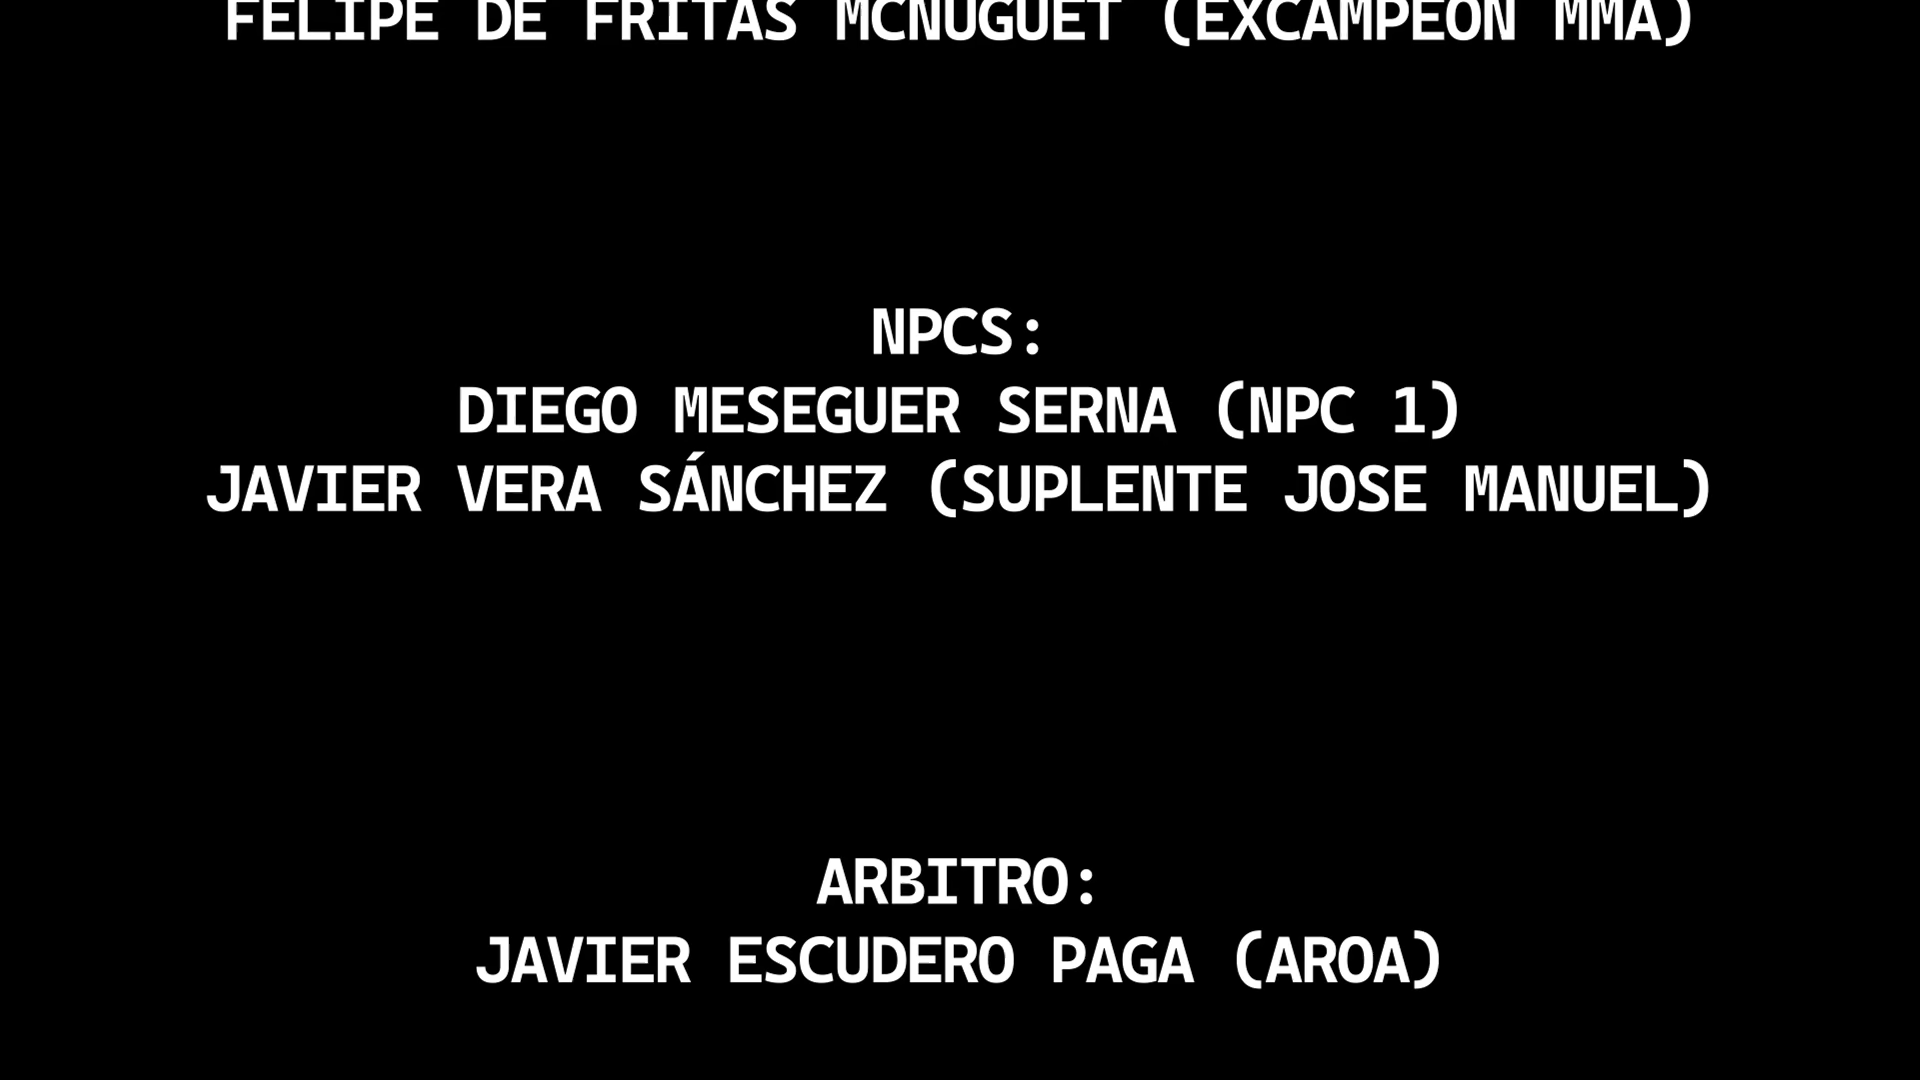 FELIPE DE FRITAS MCNUGUET (EXCAMPEON MMA)
NPCS:
DIEGO MESEGUER SERNA (NPC 1)
JAVIER VERA SÁNCHEZ (SUPLENTE JOSE MANUEL)
ARBITRO:
JAVIER ESCUDERO PAGA (AROA)